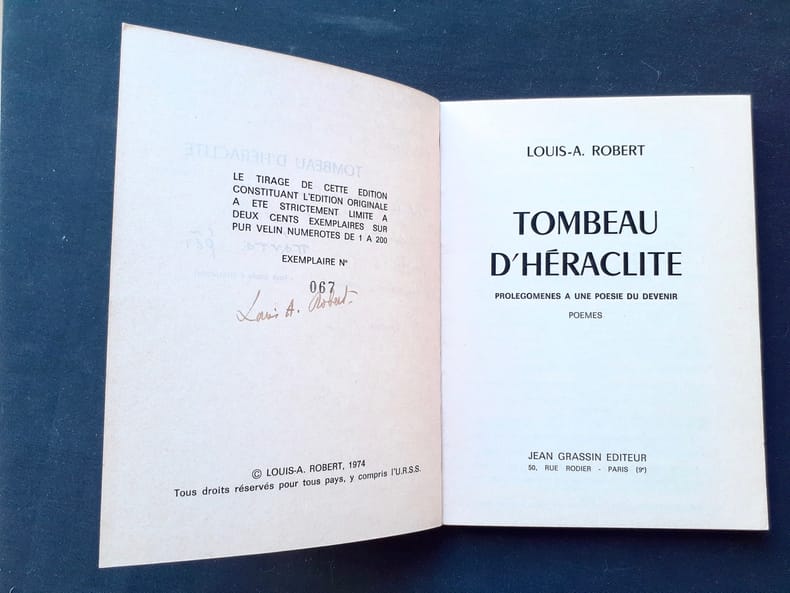 LE TIRAGE DE CETTE EDITION
CONSTITUANT L'EDITION ORIGINALE
A ETE STRICTEMENT LIMITE A
DEUX CENTS EXEMPLAIRES SUR
PUR VELIN NUMEROTES DE 1 A 200
EXEMPLAIRE N°
067
Louis A. Robert
© LOUIS-A. ROBERT, 1974
Tous droits réservés pour tous pays, y compris l'U.R.S.S.
LOUIS-A. ROBERT
TOMBEAU
D'HÉRACLITE
PROLEGOMENES A UNE POESIE DU DEVENIR
POEMES
JEAN GRASSIN EDITEUR
50, RUE RODIER - PARIS (9e)